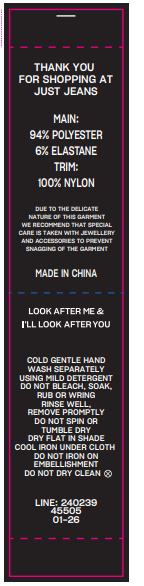 THANK YOU
FOR SHOPPING AT
JUST JEANS
MAIN:
94% POLYESTER
6% ELASTANE
TRIM:
100% NYLON
DUE TO THE DELICATE
NATURE OF THIS GARMENT
WE RECOMMEND THAT SPECIAL
CARE IS TAKEN WITH JEWELLERY
AND ACCESSORIES TO PREVENT
SNAGGING OF THE GARMENT
MADE IN CHINA
LOOK AFTER ME &
I'LL LOOK AFTER YOU
COLD GENTLE HAND
WASH SEPARATELY
USING MILD DETERGENT
DO NOT BLEACH, SOAK,
RUB OR WRING
RINSE WELL,
REMOVE PROMPTLY
DO NOT SPIN OR
TUMBLE DRY
DRY FLAT IN SHADE
COOL IRON UNDER CLOTH
DO NOT IRON ON
EMBELLISHMENT
DO NOT DRY CLEAN
LINE: 240239
45505
01-26